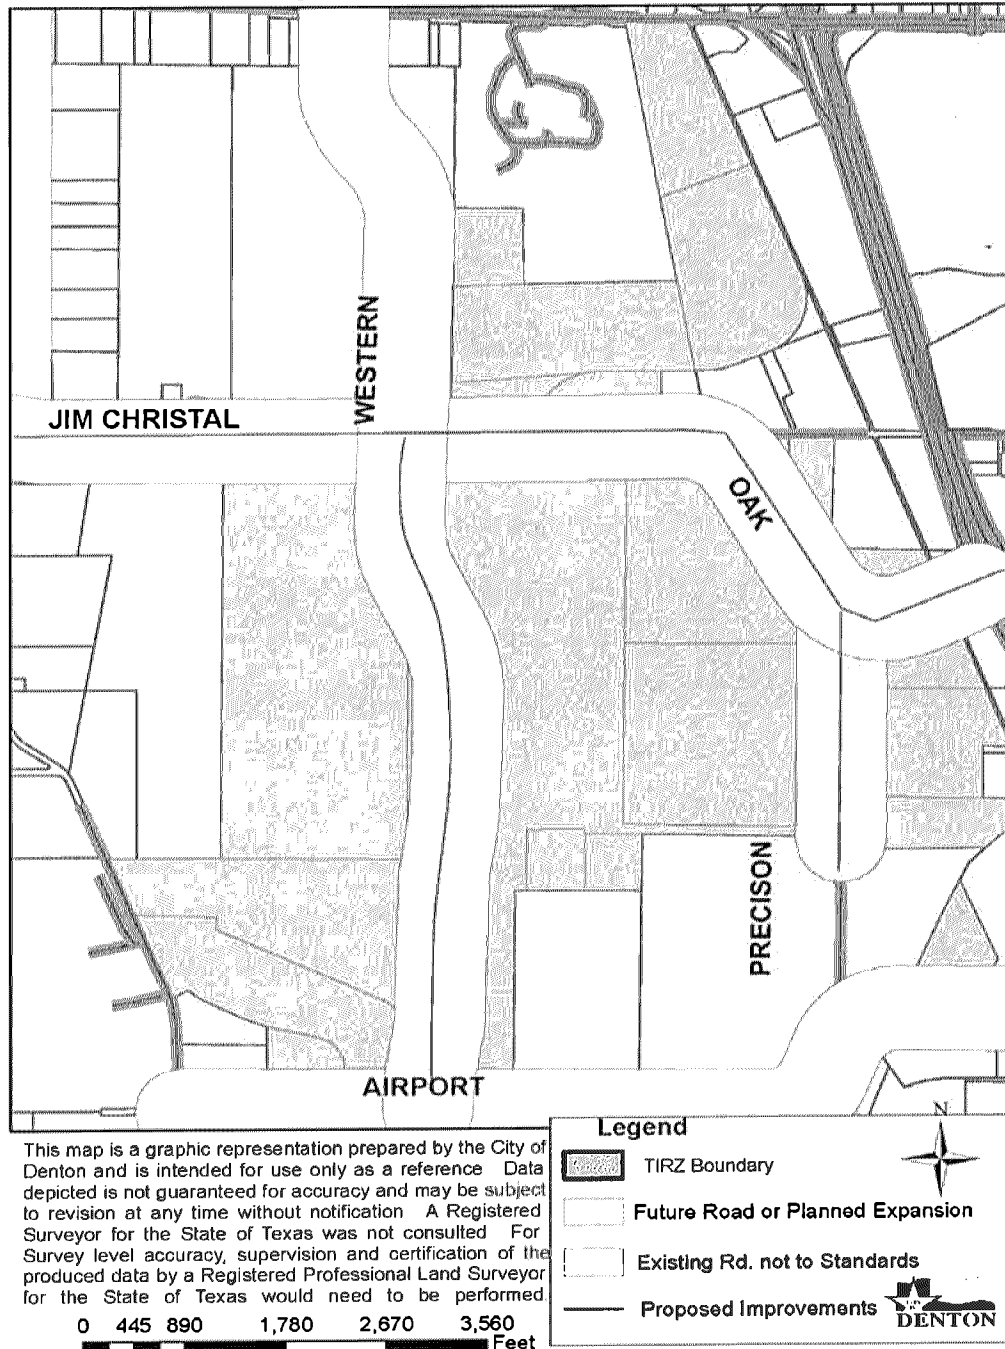 WESTERN
JIM CHRISTAL
OAK
PRECISON
AIRPORT
N
This map is a graphic representation prepared by the City of
Denton and is intended for use only as a reference Data
depicted is not guaranteed for accuracy and may be subject
to revision at any time without notification A Registered
Surveyor for the State of Texas was not consulted For
Survey level accuracy, supervision and certification of the
produced data by a Registered Professional Land Surveyor
for the State of Texas would need to be performed
0 445 890 1,780 2,670 3,560
Feet
Legend
TIRZ Boundary
Future Road or Planned Expansion
Existing Rd. not to Standards
Proposed Improvements
DENTON